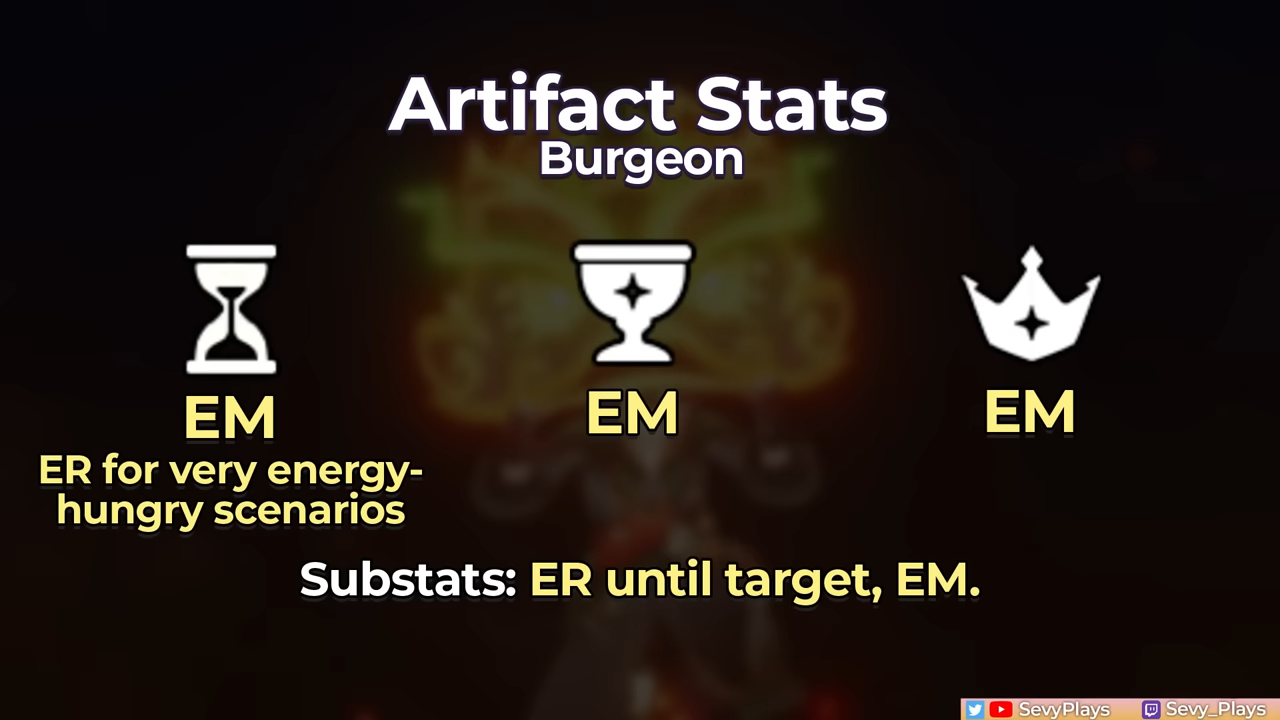 Artifact Stats
Burgeon
EM
EM
EM
ER for very energy-
hungry scenarios
Substats: ER until target, EM.
SevyPlays
Sevy_Plays